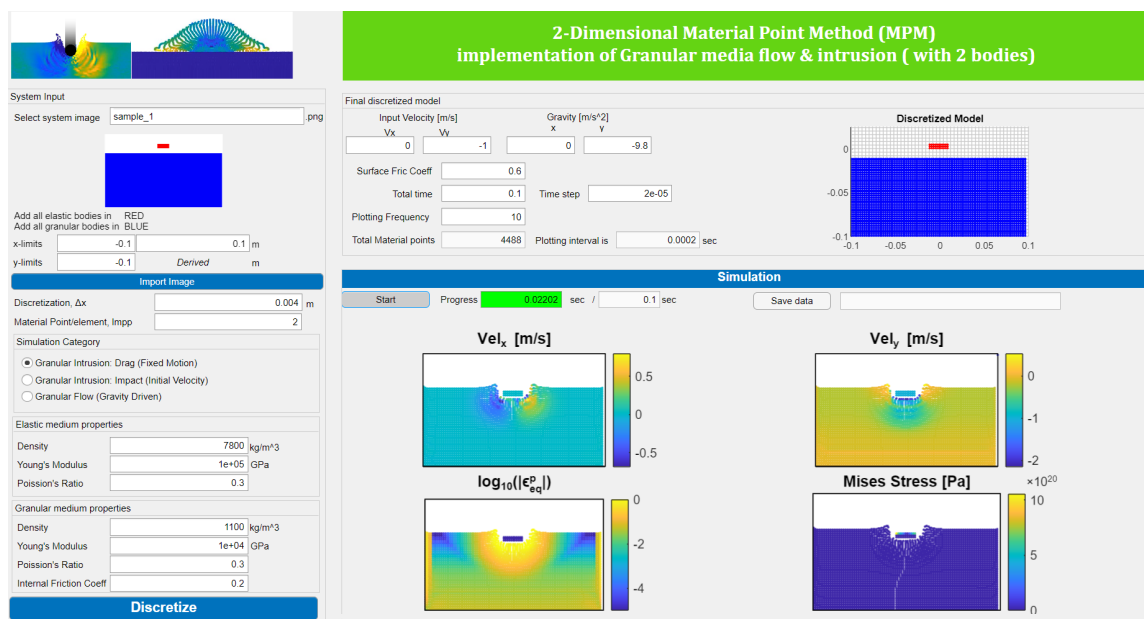 2-Dimensional Material Point Method (MPM)
implementation of Granular media flow & intrusion ( with 2 bodies)
System Input
Select system image sample_1 .png
Add all elastic bodies in RED
Add all granular bodies in BLUE
x-limits -0.1 0.1 m
y-limits -0.1 Derived m
Import Image
Discretization, Δx 0.004 m
Material Point/element, lmpp 2
Simulation Category
Granular Intrusion: Drag (Fixed Motion)
Granular Intrusion: Impact (Initial Velocity)
Granular Flow (Gravity Driven)
Elastic medium properties
Density 7800 kg/m^3
Young's Modulus 1e+05 GPa
Poission's Ratio 0.3
Granular medium properties
Density 1100 kg/m^3
Young's Modulus 1e+04 GPa
Poission's Ratio 0.3
Internal Friction Coeff 0.2
Discretize
Final discretized model
Input Velocity [m/s] Gravity [m/s^2]
Vx Vy x y
0 -1 0 -9.8
Surface Fric Coeff 0.6
Total time 0.1 Time step 2e-05
Plotting Frequency 10
Total Material points 4488 Plotting interval is 0.0002 sec
Discretized Model
0
-0.05
-0.1
-0.1 -0.05 0 0.05 0.1
Simulation
Start Progress 0.02202 sec / 0.1 sec Save data
Velx [m/s]
0.5
0
-0.5
Vely [m/s]
0
-1
-2
log10(|ϵpeq|)
0
-2
-4
Mises Stress [Pa]
×1020
10
5
0